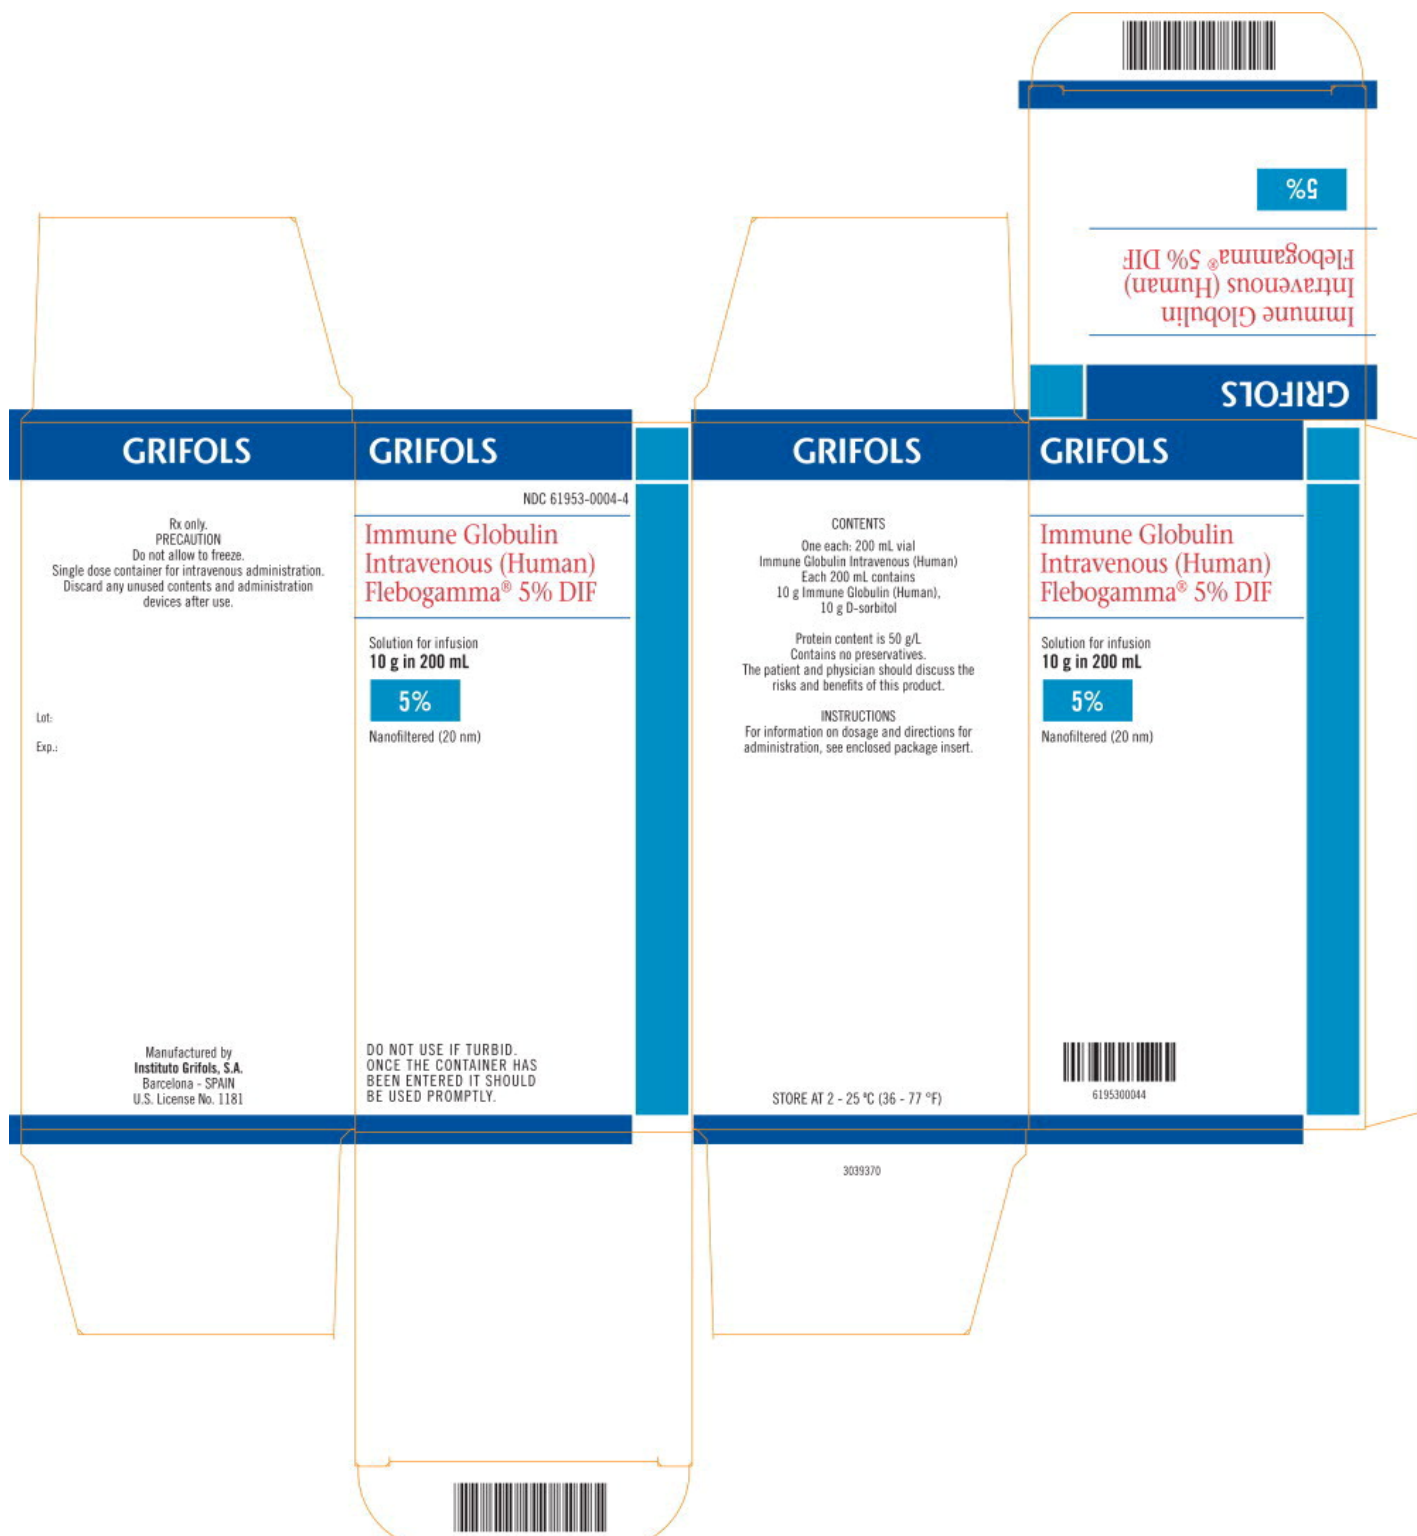 5%
Immune Globulin
Intravenous (Human)
Flebogamma® 5% DIF
GRIFOLS
GRIFOLS
Rx only.
PRECAUTION
Do not allow to freeze.
Single dose container for intravenous administration.
Discard any unused contents and administration
devices after use.
Lot:
Exp.:
Manufactured by
Instituto Grifols, S.A.
Barcelona - SPAIN
U.S. License No. 1181
GRIFOLS
NDC 61953-0004-4
Immune Globulin
Intravenous (Human)
Flebogamma® 5% DIF
Solution for infusion
10 g in 200 mL
5%
Nanofiltered (20 nm)
DO NOT USE IF TURBID.
ONCE THE CONTAINER HAS
BEEN ENTERED IT SHOULD
BE USED PROMPTLY.
GRIFOLS
CONTENTS
One each: 200 mL vial
Immune Globulin Intravenous (Human)
Each 200 mL contains
10 g Immune Globulin (Human),
10 g D-sorbitol
Protein content is 50 g/L
Contains no preservatives.
The patient and physician should discuss the
risks and benefits of this product.
INSTRUCTIONS
For information on dosage and directions for
administration, see enclosed package insert.
STORE AT 2 - 25 ºC (36 - 77 °F)
3039370
GRIFOLS
Immune Globulin
Intravenous (Human)
Flebogamma® 5% DIF
Solution for infusion
10 g in 200 mL
5%
Nanofiltered (20 nm)
6195300044